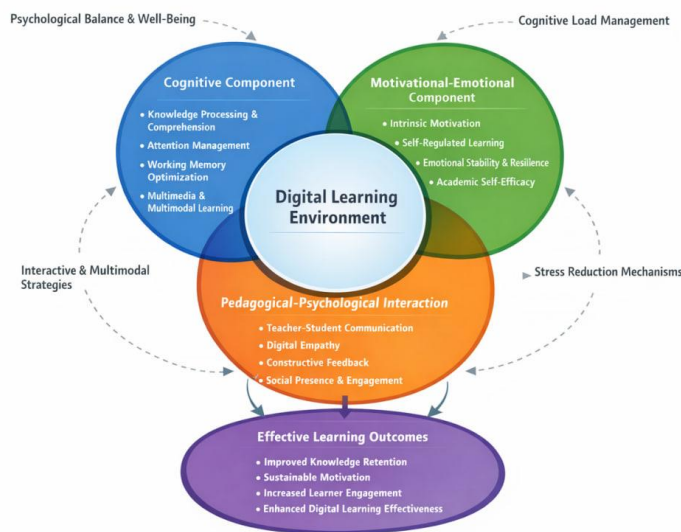 Psychological Balance & Well-Being
Cognitive Load Management
Cognitive Component
• Knowledge Processing &
Comprehension
• Attention Management
• Working Memory
Optimization
• Multimedia &
Multimodal Learning
Motivational-Emotional
Component
• Intrinsic Motivation
• Self-Regulated Learning
• Emotional Stability & Resilience
• Academic Self-Efficacy
Digital Learning
Environment
Interactive & Multimodal
Strategies
Stress Reduction Mechanisms
Pedagogical-Psychological Interaction
• Teacher-Student Communication
• Digital Empathy
• Constructive Feedback
• Social Presence & Engagement
Effective Learning Outcomes
• Improved Knowledge Retention
• Sustainable Motivation
• Increased Learner Engagement
• Enhanced Digital Learning Effectiveness